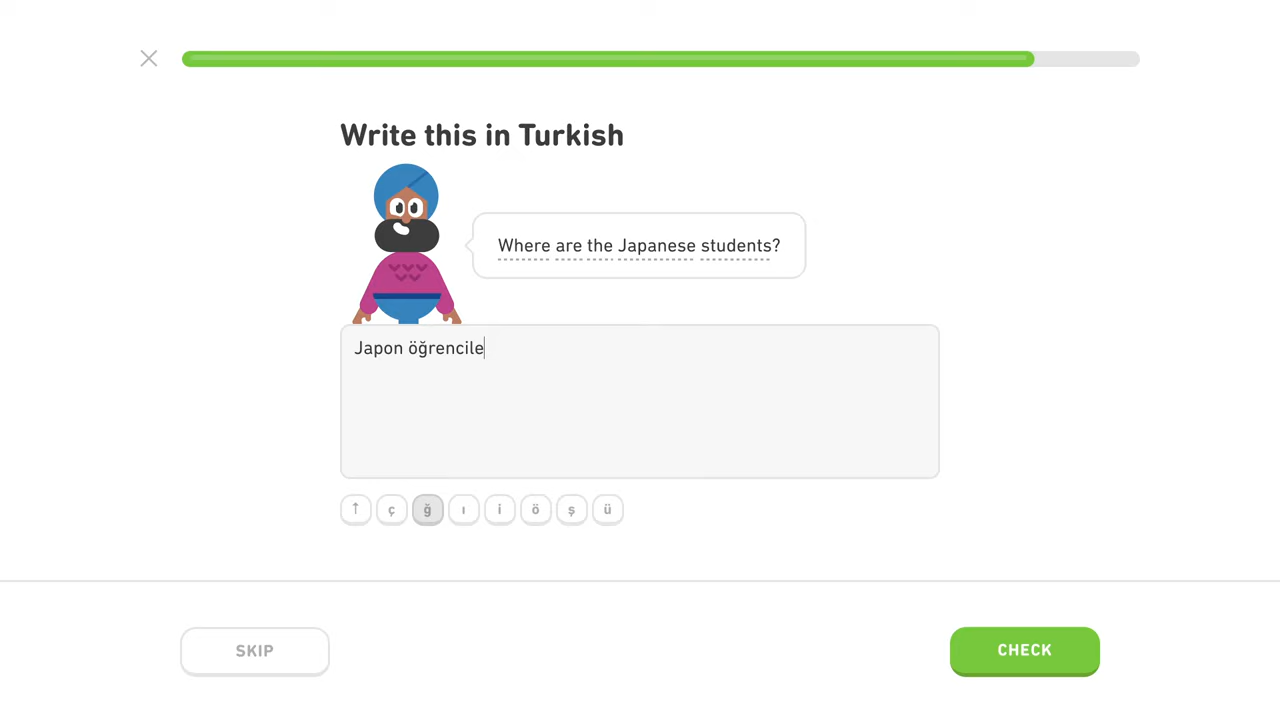 Write this in Turkish
Where are the Japanese students?
Japon öğrencile
↑ ç ğ ı i ö ş ü
SKIP
CHECK